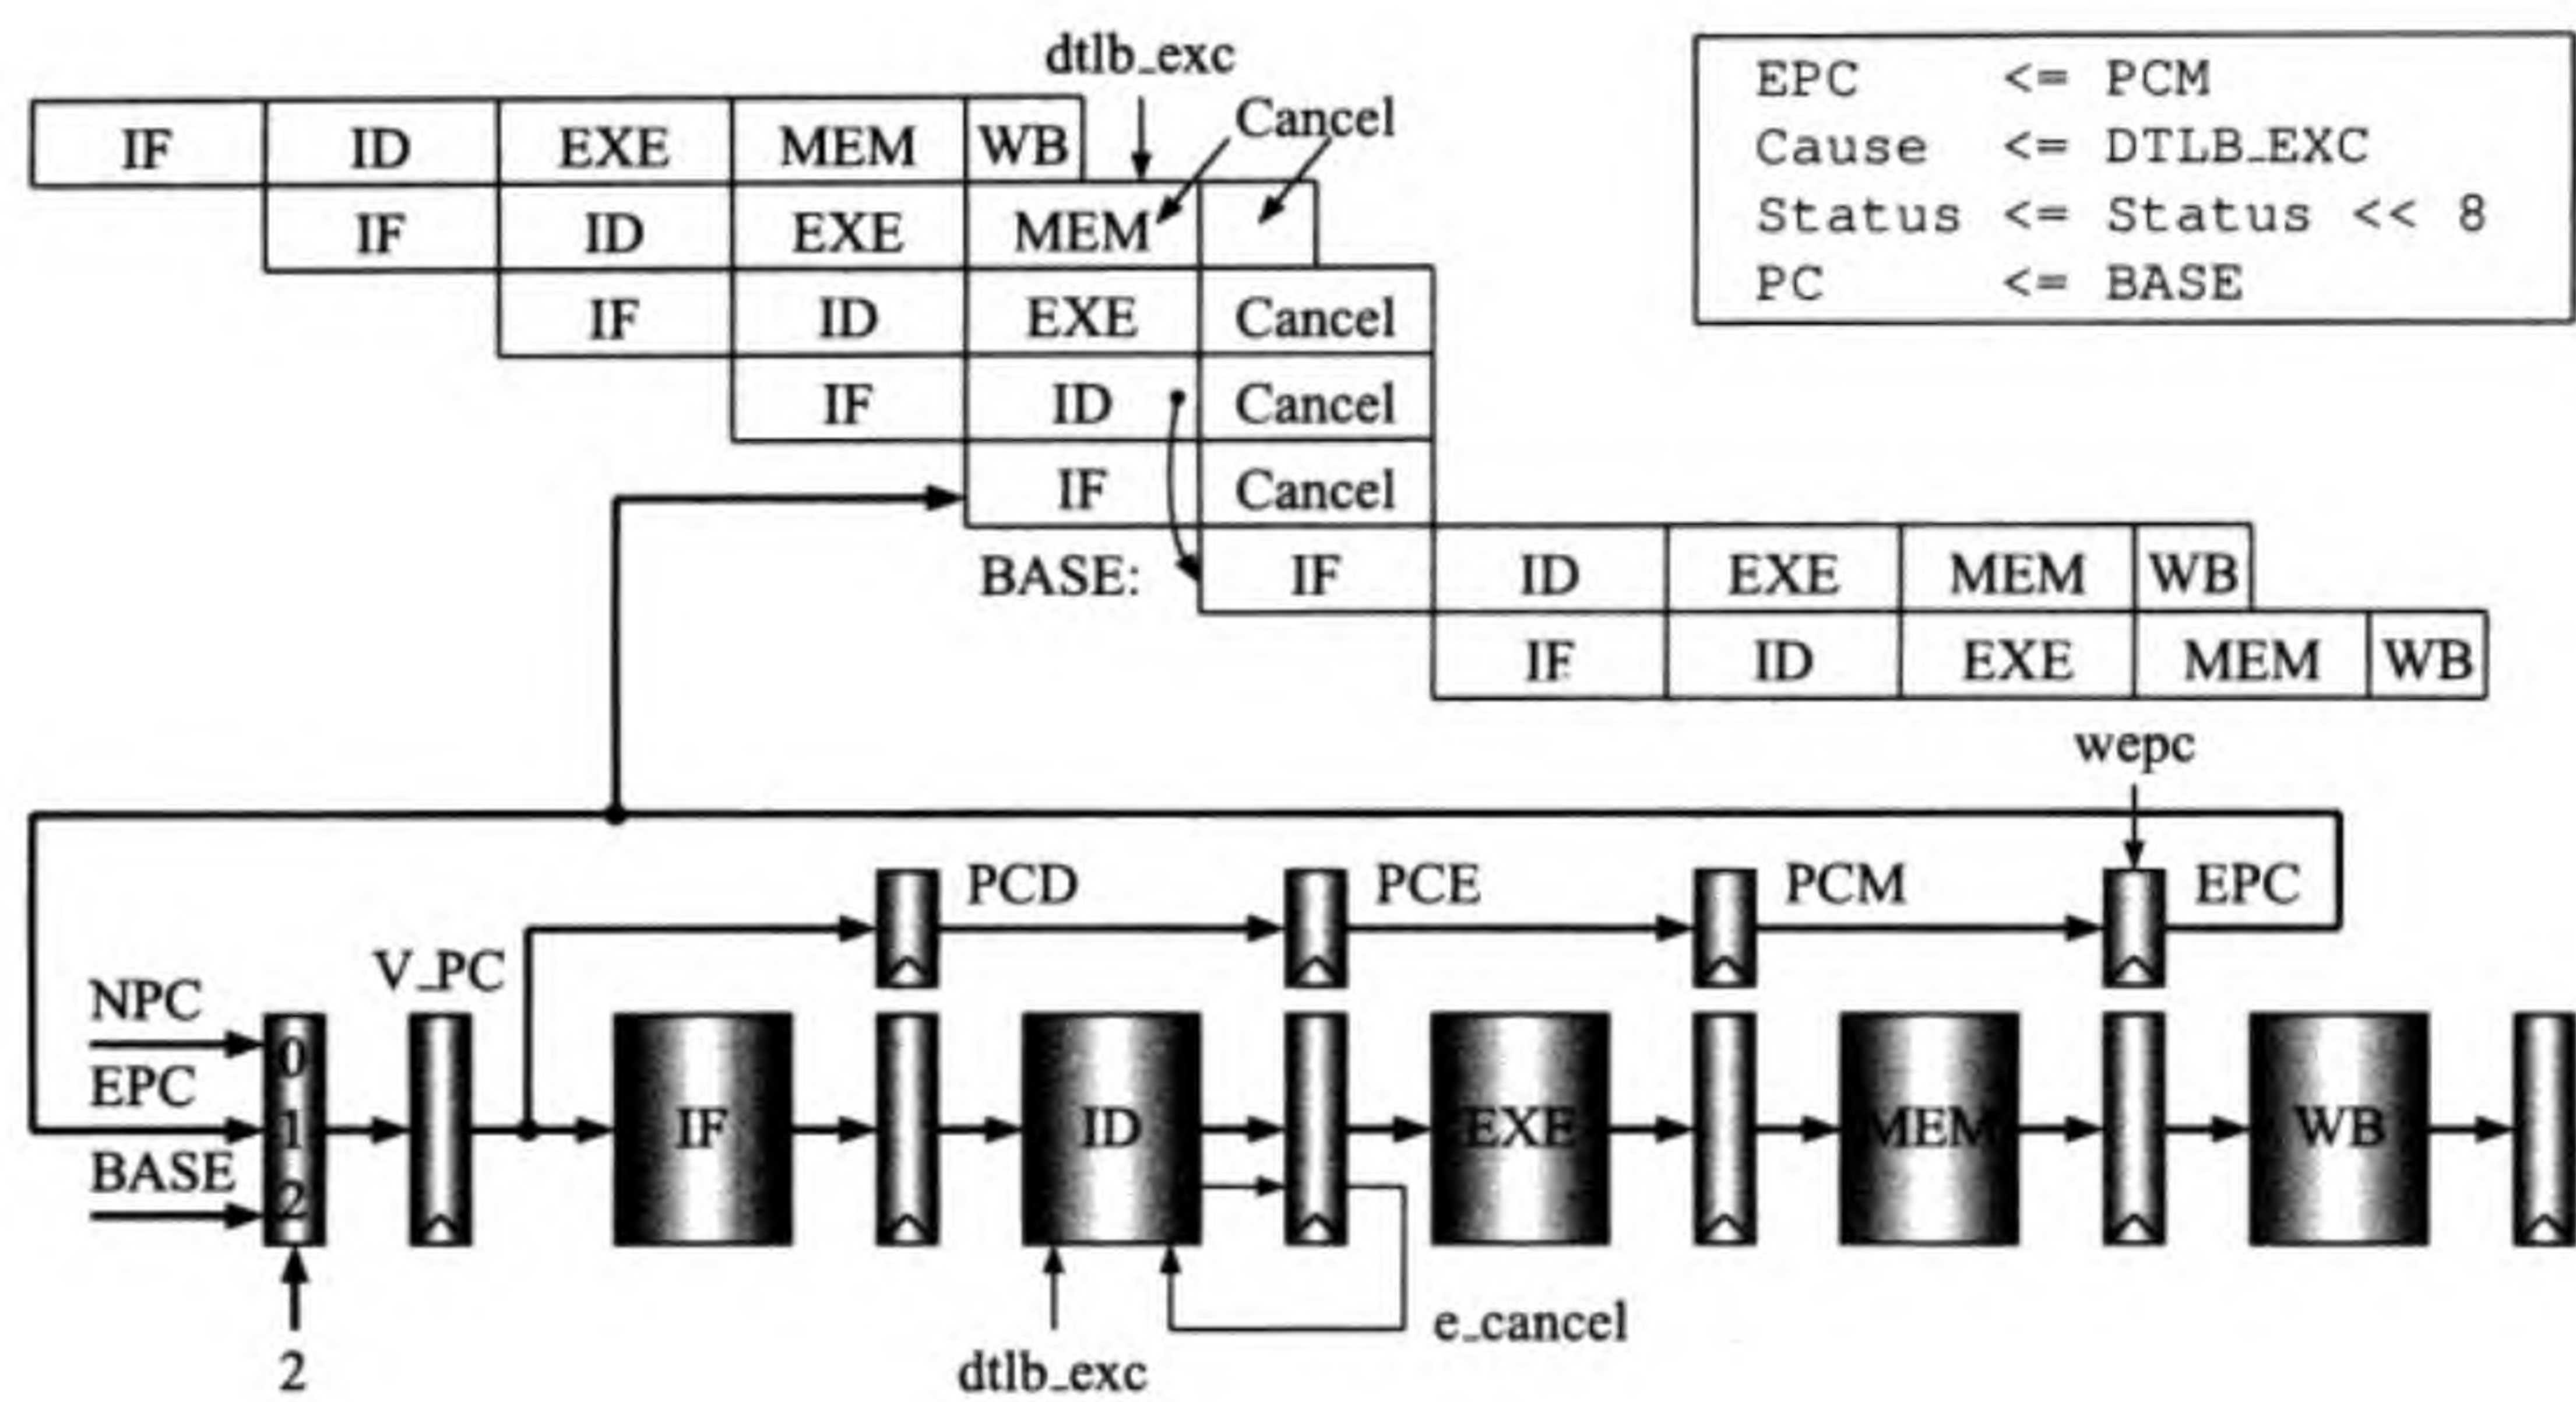 dtlb_exc
Cancel
IF ID EXE MEM WB
IF ID EXE MEM
IF ID EXE Cancel
IF ID Cancel
IF Cancel
BASE: IF ID EXE MEM WB
IF ID EXE MEM WB
EPC <= PCM
Cause <= DTLB_EXC
Status <= Status << 8
PC <= BASE
wepc
PCD PCE PCM EPC
V_PC
NPC
EPC
BASE
0
1
2
IF ID EXE MEM WB
2
dtlb_exc
e_cancel